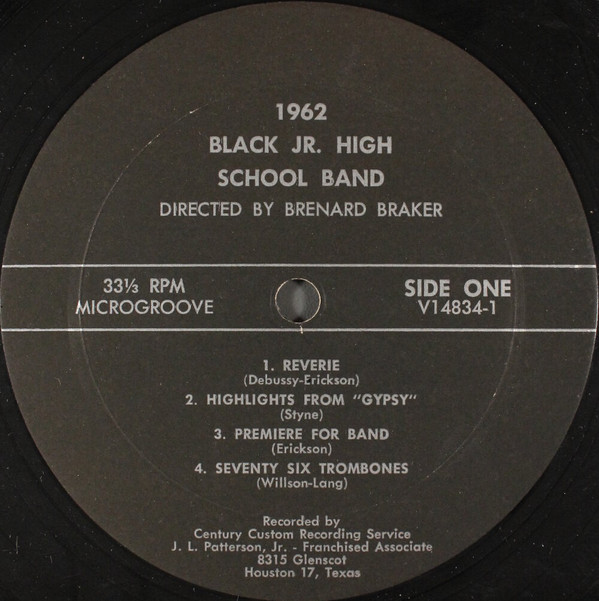 1962
BLACK JR. HIGH
SCHOOL BAND
DIRECTED BY BRENARD BRAKER
33⅓ RPM
MICROGROOVE
SIDE ONE
V14834-1
1. REVERIE
(Debussy-Erickson)
2. HIGHLIGHTS FROM "GYPSY"
(Styne)
3. PREMIERE FOR BAND
(Erickson)
4. SEVENTY SIX TROMBONES
(Willson-Lang)
Recorded by
Century Custom Recording Service
J. L. Patterson, Jr. - Franchised Associate
8315 Glenscot
Houston 17, Texas